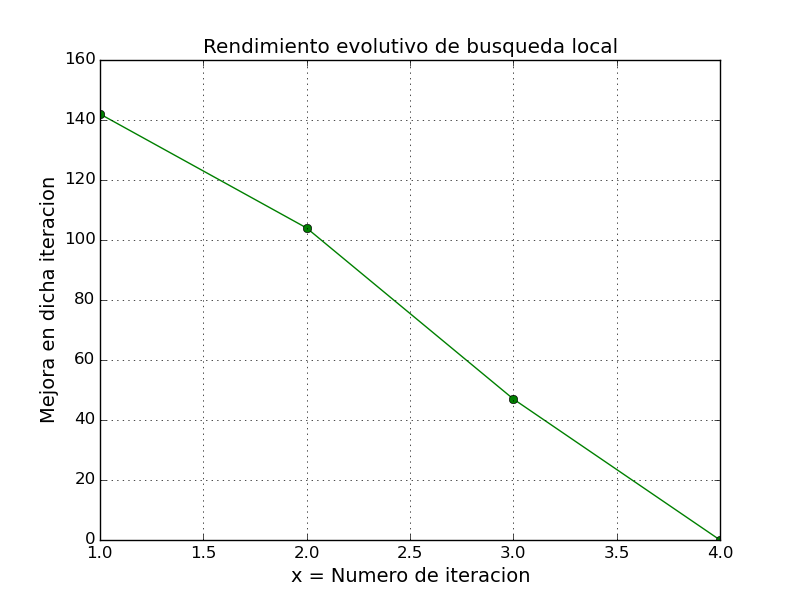 Rendimiento evolutivo de busqueda local
160
140
120
100
80
60
40
20
0
Mejora en dicha iteracion
1.0 1.5 2.0 2.5 3.0 3.5 4.0
x = Numero de iteracion